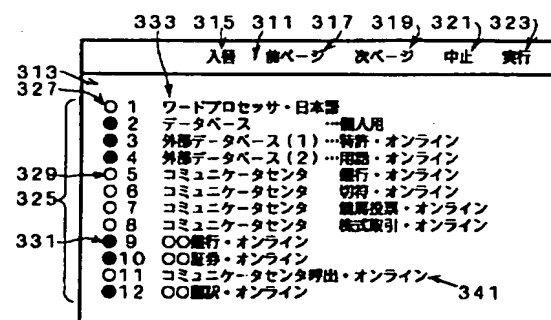 333 315 311 317 319 321 323
入替 前ページ 次ページ 中止 実行
313
327
○ 1 ワードプロセッサ・日本語
● 2 データベース …個人用
● 3 外部データベース(1)…特許・オンライン
● 4 外部データベース(2)…用語・オンライン
329 ○ 5 コミュニケータセンタ 銀行・オンライン
○ 6 コミュニケータセンタ 切符・オンライン
325 ○ 7 コミュニケータセンタ 競馬投票・オンライン
○ 8 コミュニケータセンタ 株式取引・オンライン
331 ● 9 ○○銀行・オンライン
●10 ○○証券・オンライン
○11 コミュニケータセンタ呼出・オンライン
●12 ○○翻訳・オンライン 341